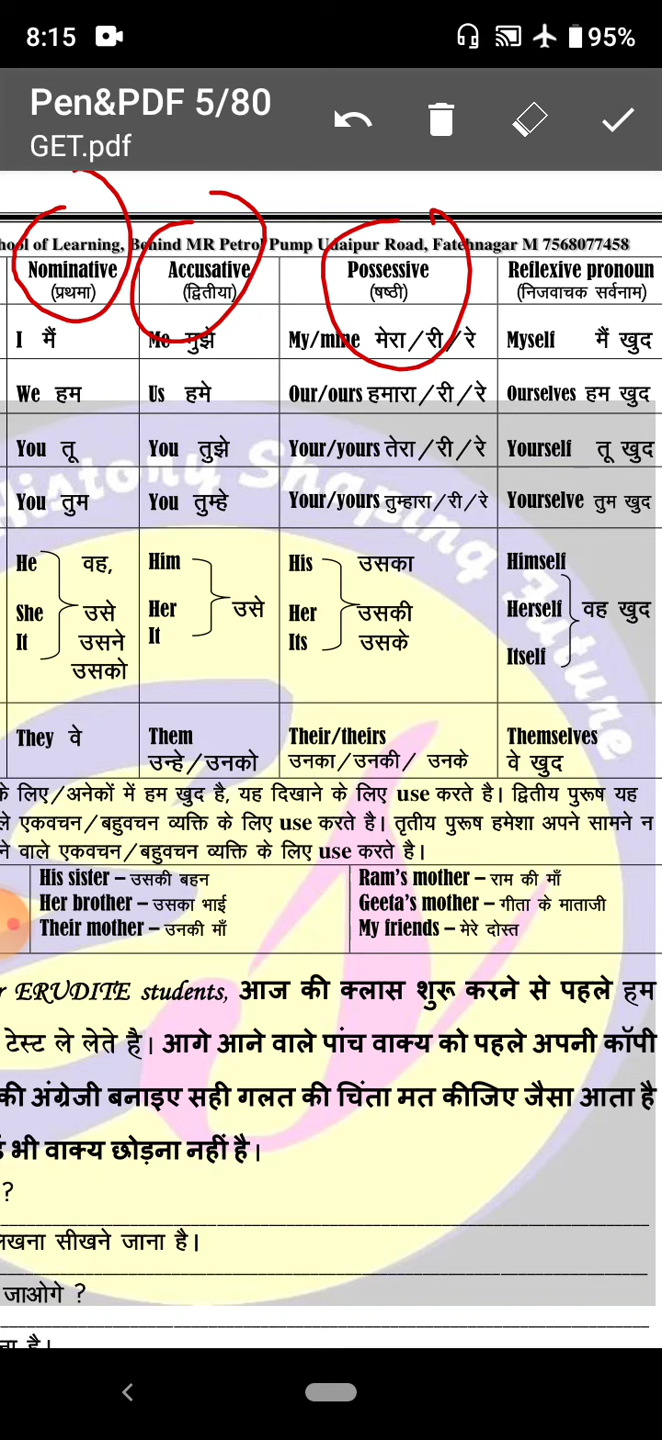 8:15 95%
Pen&PDF 5/80
GET.pdf
of Learning, Behind MR Petrol Pump Udaipur Road, Fatehnagar M 7568077458
Nominative Accusative Possessive Reflexive pronoun
(प्रथमा) (द्वितीया) (षष्ठी) (निजवाचक सर्वनाम)
I मैं Me मुझे My/mine मेरा/री/रे Myself मैं खुद
We हम Us हमे Our/ours हमारा/री/रे Ourselves हम खुद
You तू You तुझे Your/yours तेरा/री/रे Yourself तू खुद
You तुम You तुम्हे Your/yours तुम्हारा/री/रे Yourselve तुम खुद
He वह, Him His उसका Himself
She उसे Her उसे Her उसकी Herself वह खुद
It उसने It Its उसके Itself
उसको
They वे Them Their/theirs Themselves
उन्हे/उनको उनका/उनकी/ उनके वे खुद
History Shaping Future
के लिए/अनेकों में हम खुद है, यह दिखाने के लिए use करते है। द्वितीय पुरूष यह
ले एकवचन/बहुवचन व्यक्ति के लिए use करते है। तृतीय पुरूष हमेशा अपने सामने न
ने वाले एकवचन/बहुवचन व्यक्ति के लिए use करते है।
His sister – उसकी बहन Ram's mother – राम की माँ
Her brother – उसका भाई Geeta's mother – गीता के माताजी
Their mother – उनकी माँ My friends – मेरे दोस्त
r ERUDITE students, आज की क्लास शुरू करने से पहले हम
टेस्ट ले लेते है। आगे आने वाले पांच वाक्य को पहले अपनी कॉपी
की अंग्रेजी बनाइए सही गलत की चिंता मत कीजिए जैसा आता है
भी वाक्य छोड़ना नहीं है।
?
लखना सीखने जाना है।
जाओगे ?